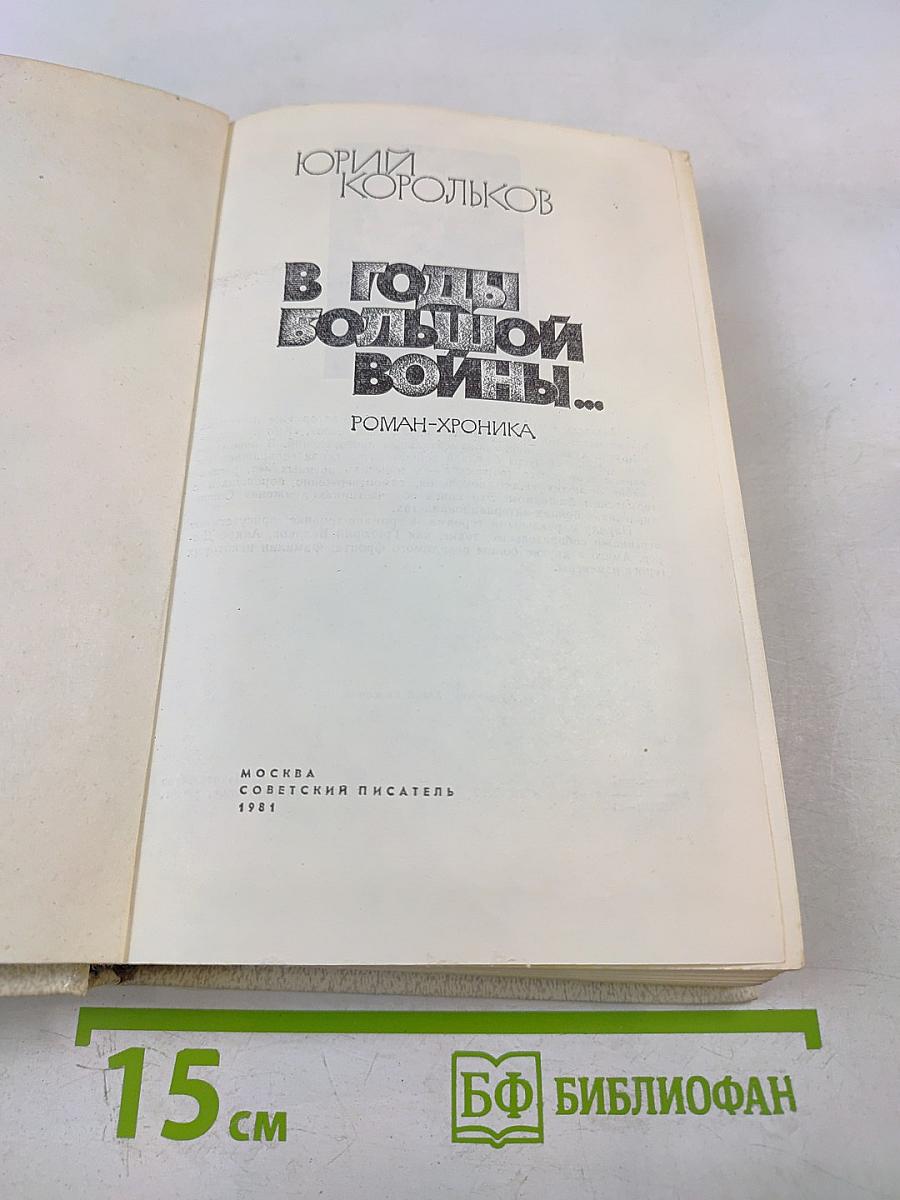 ЮРИЙ
КОРОЛЬКОВ
В ГОДЫ
БОЛЬШОЙ
ВОЙНЫ...
РОМАН-ХРОНИКА
МОСКВА
СОВЕТСКИЙ ПИСАТЕЛЬ
1981
15 см
БФ БИБЛИОФАН